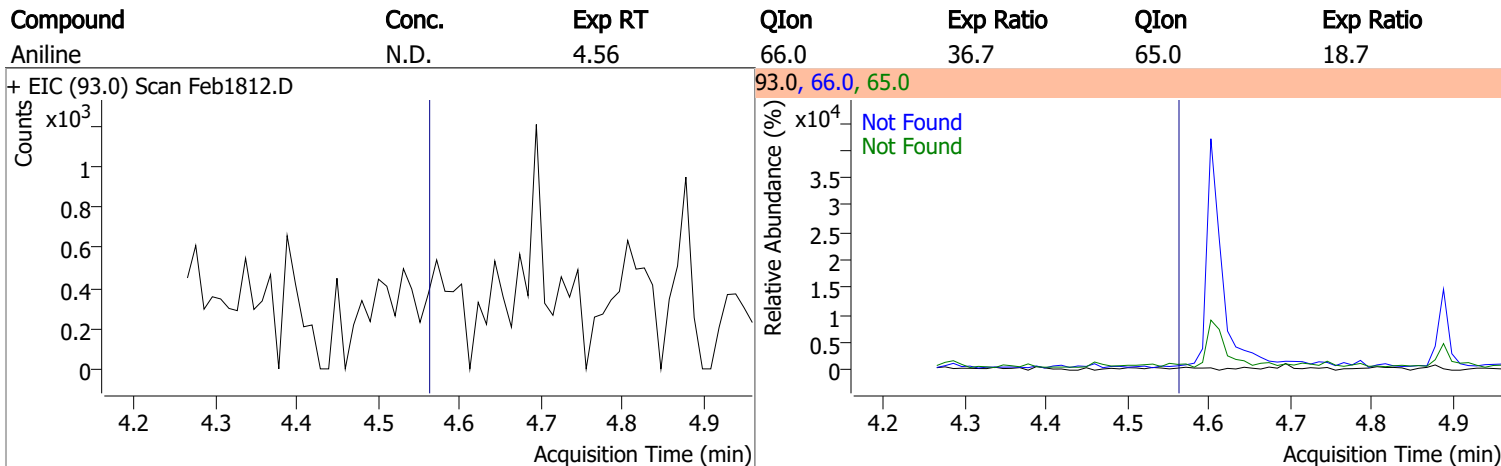 Compound Conc. Exp RT QIon Exp Ratio QIon Exp Ratio
Aniline N.D. 4.56 66.0 36.7 65.0 18.7
+ EIC (93.0) Scan Feb1812.D
Counts
x10³
1
0.8
0.6
0.4
0.2
0
4.2 4.3 4.4 4.5 4.6 4.7 4.8 4.9
Acquisition Time (min)
93.0, 66.0, 65.0
Relative Abundance (%)
x10⁴
Not Found
Not Found
3.5
3
2.5
2
1.5
1
0.5
0
4.2 4.3 4.4 4.5 4.6 4.7 4.8 4.9
Acquisition Time (min)